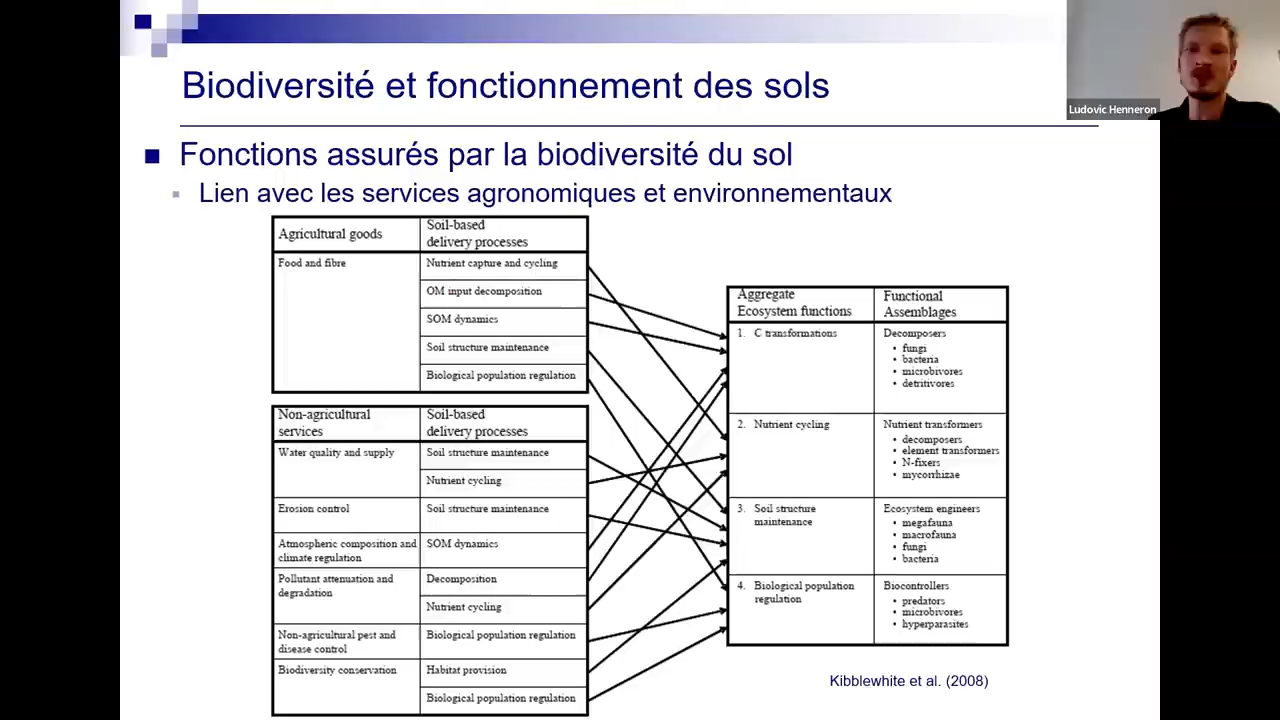 Biodiversité et fonctionnement des sols
Ludovic Henneron
Fonctions assurés par la biodiversité du sol
Lien avec les services agronomiques et environnementaux
Agricultural goods
Soil-based
delivery processes
Food and fibre
Nutrient capture and cycling
OM input decomposition
SOM dynamics
Soil structure maintenance
Biological population regulation
Non-agricultural
services
Soil-based
delivery processes
Water quality and supply
Soil structure maintenance
Nutrient cycling
Erosion control
Soil structure maintenance
Atmospheric composition and
climate regulation
SOM dynamics
Pollutant attenuation and
degradation
Decomposition
Nutrient cycling
Non-agricultural pest and
disease control
Biological population regulation
Biodiversity conservation
Habitat provision
Biological population regulation
Aggregate
Ecosystem functions
Functional
Assemblages
1. C transformations
Decomposers
• fungi
• bacteria
• microbivores
• detritivores
2. Nutrient cycling
Nutrient transformers
• decomposers
• element transformers
• N-fixers
• mycorrhizae
3. Soil structure
maintenance
Ecosystem engineers
• megafauna
• macrofauna
• fungi
• bacteria
4. Biological population
regulation
Biocontrollers
• predators
• microbivores
• hyperparasites
Kibblewhite et al. (2008)